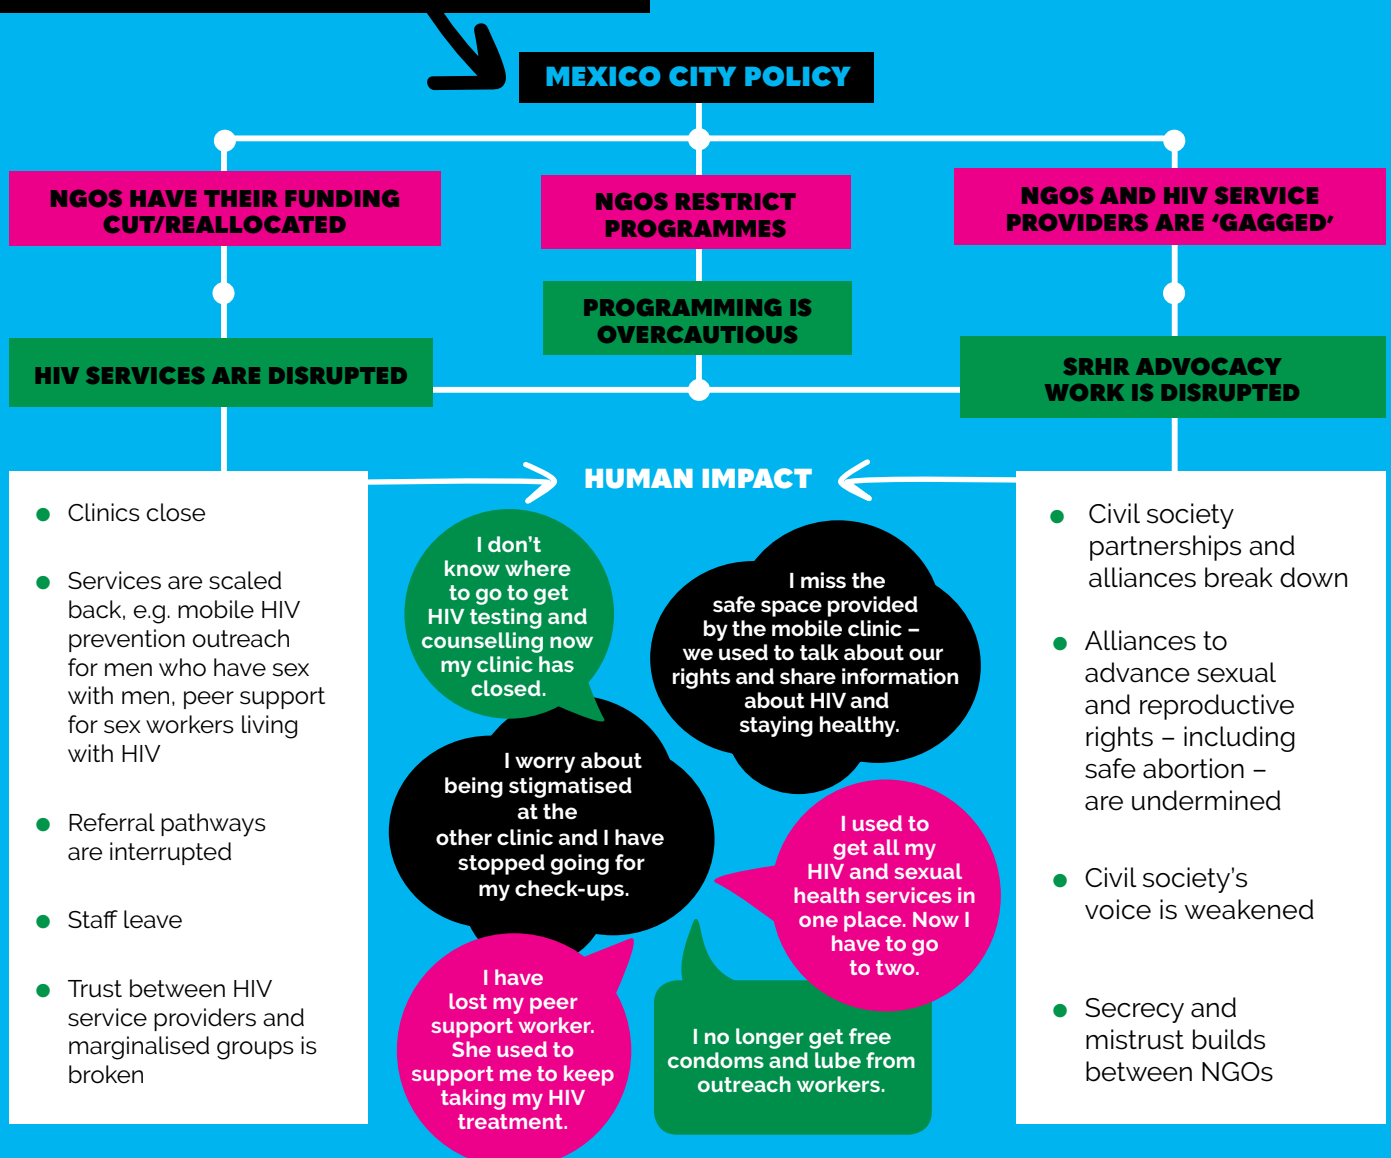 MEXICO CITY POLICY
NGOS HAVE THEIR FUNDING
CUT/REALLOCATED
NGOS RESTRICT
PROGRAMMES
NGOS AND HIV SERVICE
PROVIDERS ARE ‘GAGGED’
PROGRAMMING IS
OVERCAUTIOUS
HIV SERVICES ARE DISRUPTED
SRHR ADVOCACY
WORK IS DISRUPTED
HUMAN IMPACT
Clinics close
Services are scaled
back, e.g. mobile HIV
prevention outreach
for men who have sex
with men, peer support
for sex workers living
with HIV
Referral pathways
are interrupted
Staff leave
Trust between HIV
service providers and
marginalised groups is
broken
I don’t
know where
to go to get
HIV testing and
counselling now
my clinic has
closed.
I miss the
safe space provided
by the mobile clinic –
we used to talk about our
rights and share information
about HIV and
staying healthy.
I worry about
being stigmatised
at the
other clinic and I have
stopped going for
my check-ups.
I used to
get all my
HIV and sexual
health services in
one place. Now I
have to go
to two.
I have
lost my peer
support worker.
She used to
support me to keep
taking my HIV
treatment.
I no longer get free
condoms and lube from
outreach workers.
Civil society
partnerships and
alliances break down
Alliances to
advance sexual
and reproductive
rights – including
safe abortion –
are undermined
Civil society’s
voice is weakened
Secrecy and
mistrust builds
between NGOs